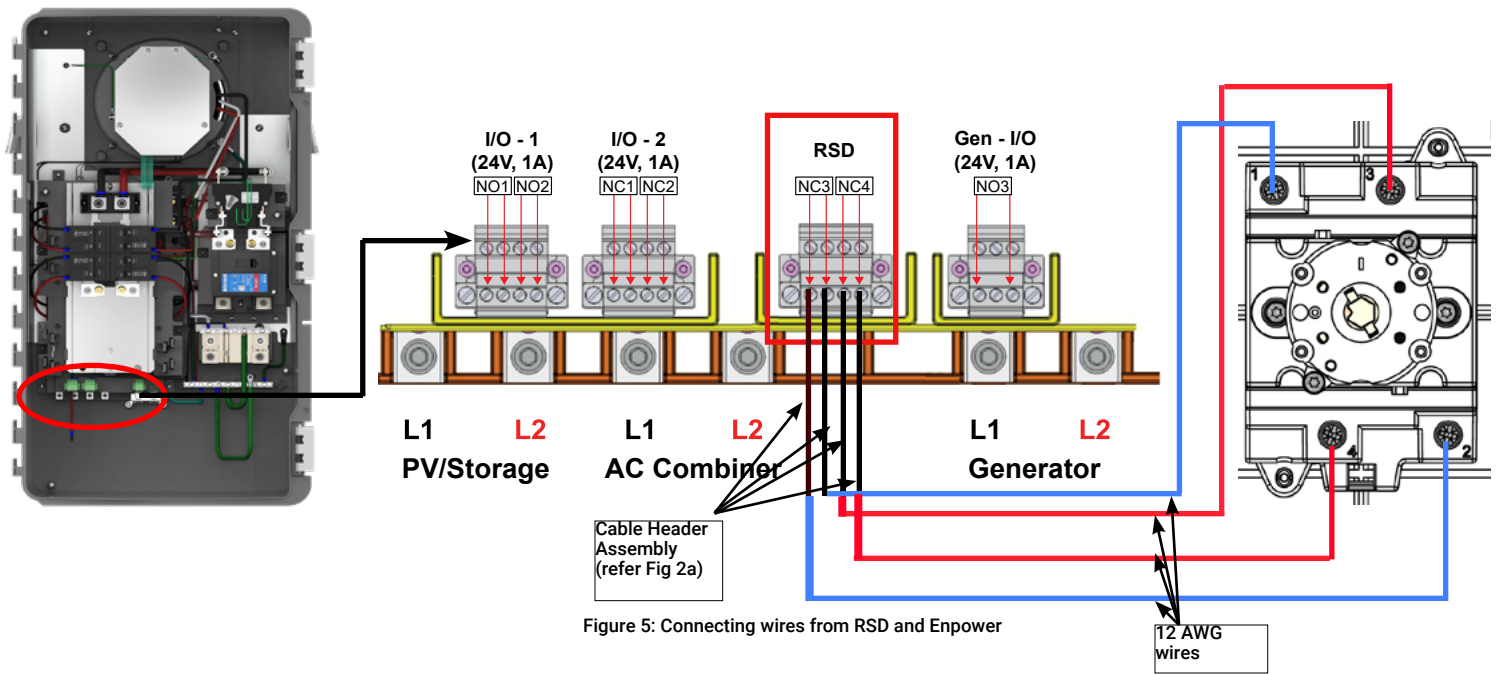 I/O - 1
(24V, 1A)
NO1 NO2
I/O - 2
(24V, 1A)
NC1 NC2
RSD
NC3 NC4
Gen - I/O
(24V, 1A)
NO3
1
3
I
4
2
L1 L2
PV/Storage
L1 L2
AC Combiner
L1 L2
Generator
Cable Header
Assembly
(refer Fig 2a)
12 AWG
wires
Figure 5: Connecting wires from RSD and Enpower